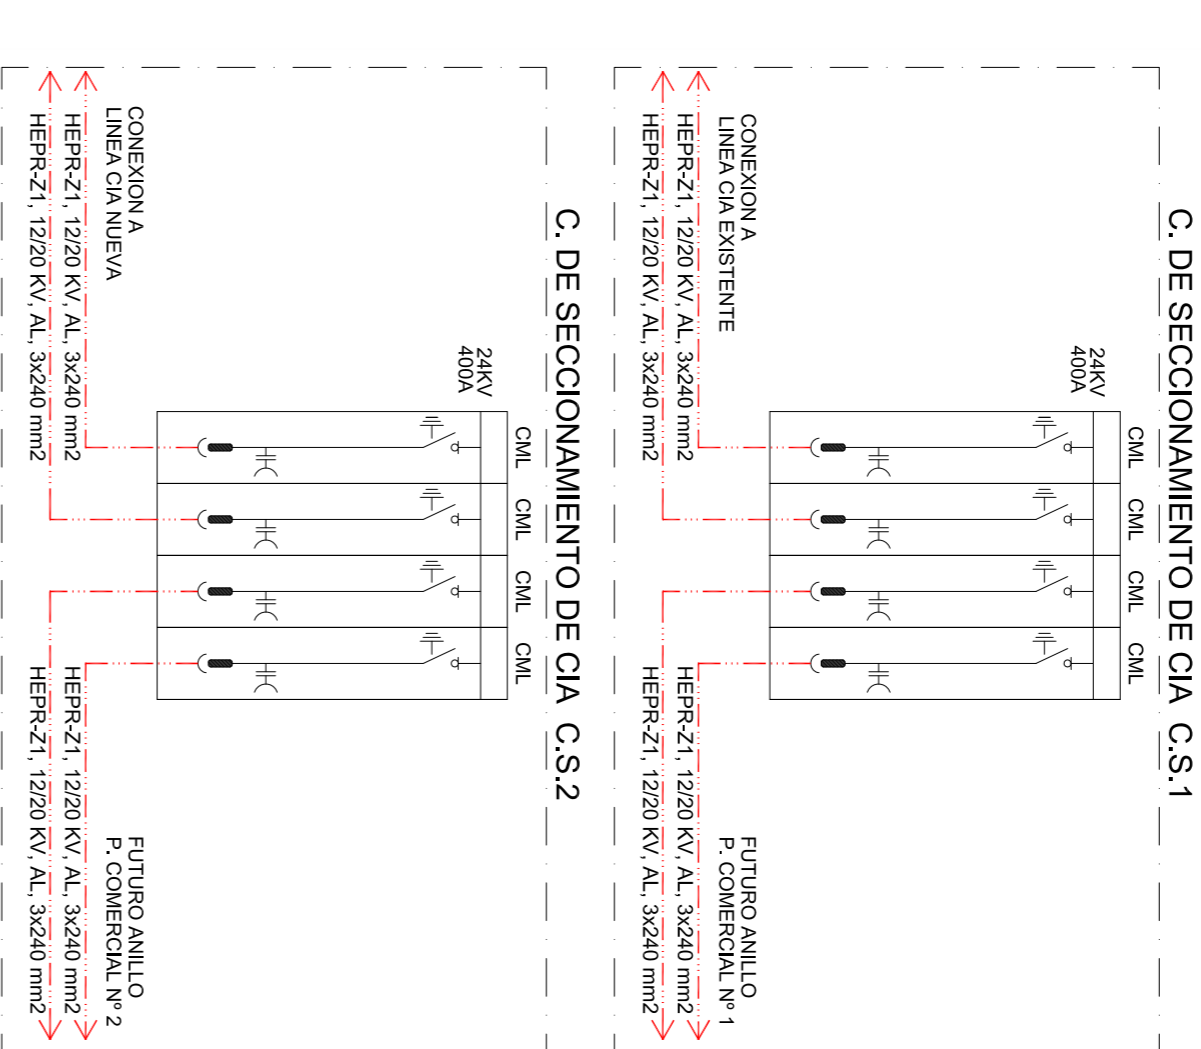 C. DE SECCIONAMIENTO DE CIA C.S.1
24KV
400A
CML
CML
CML
CML
CONEXION A
LINEA CIA EXISTENTE
HEPR-Z1, 12/20 KV, AL, 3x240 mm2
HEPR-Z1, 12/20 KV, AL, 3x240 mm2
FUTURO ANILLO
P. COMERCIAL Nº 1
HEPR-Z1, 12/20 KV, AL, 3x240 mm2
HEPR-Z1, 12/20 KV, AL, 3x240 mm2
C. DE SECCIONAMIENTO DE CIA C.S.2
24KV
400A
CML
CML
CML
CML
CONEXION A
LINEA CIA NUEVA
HEPR-Z1, 12/20 KV, AL, 3x240 mm2
HEPR-Z1, 12/20 KV, AL, 3x240 mm2
FUTURO ANILLO
P. COMERCIAL Nº 2
HEPR-Z1, 12/20 KV, AL, 3x240 mm2
HEPR-Z1, 12/20 KV, AL, 3x240 mm2